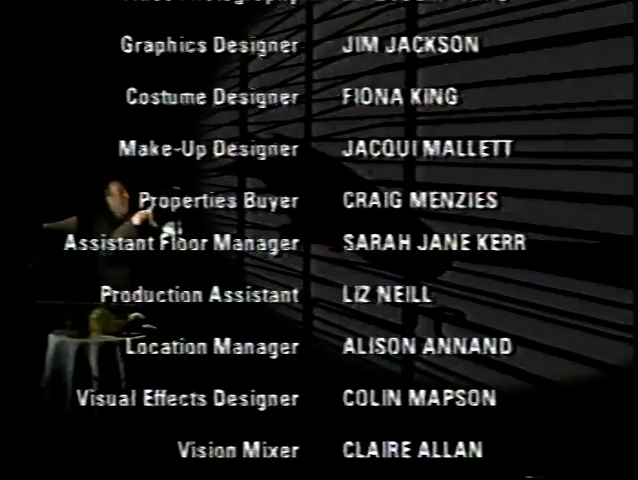 Graphics Designer JIM JACKSON
Costume Designer FIONA KING
Make-Up Designer JACQUI MALLETT
Properties Buyer CRAIG MENZIES
Assistant Floor Manager SARAH JANE KERR
Production Assistant LIZ NEILL
Location Manager ALISON ANNAND
Visual Effects Designer COLIN MAPSON
Vision Mixer CLAIRE ALLAN